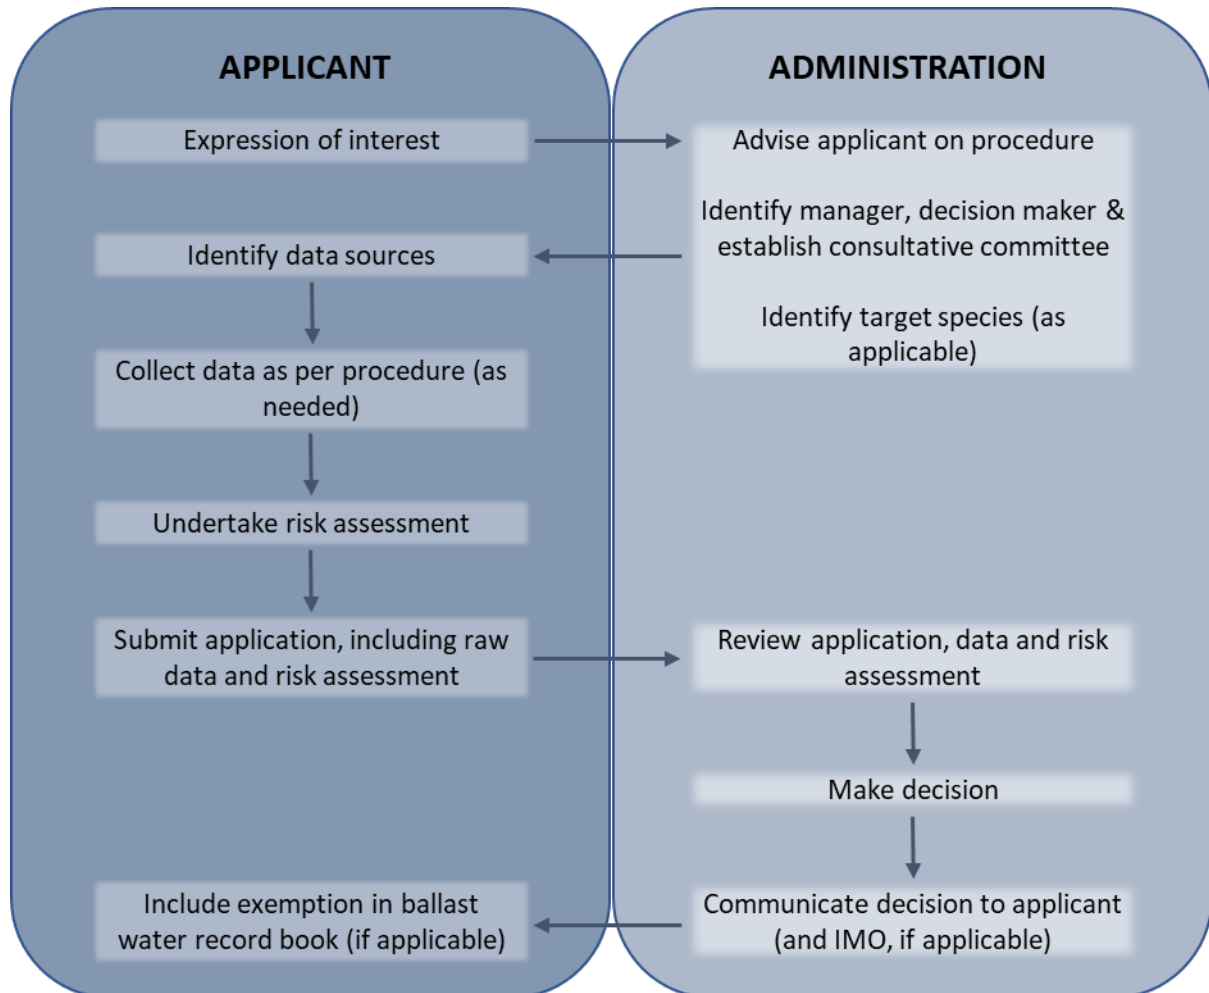 APPLICANT
Expression of interest
Identify data sources
Collect data as per procedure (as
needed)
Undertake risk assessment
Submit application, including raw
data and risk assessment
Include exemption in ballast
water record book (if applicable)
ADMINISTRATION
Advise applicant on procedure
Identify manager, decision maker &
establish consultative committee
Identify target species (as
applicable)
Review application, data and risk
assessment
Make decision
Communicate decision to applicant
(and IMO, if applicable)